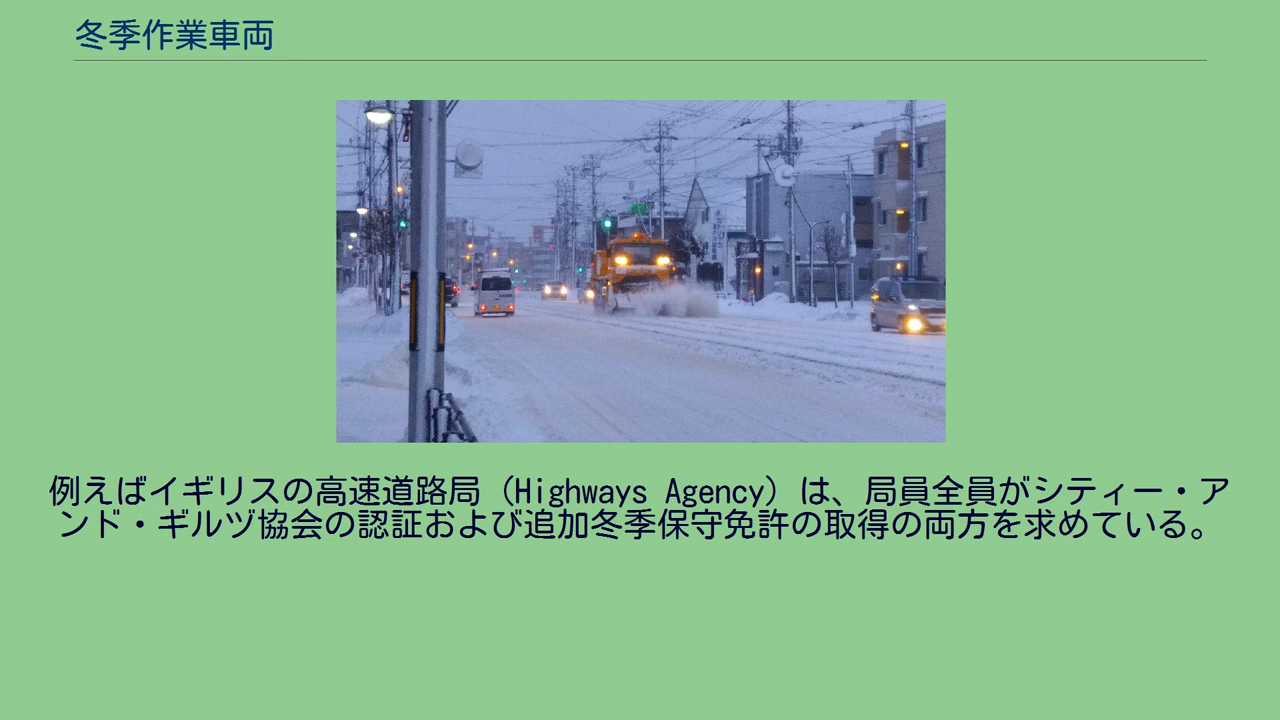 冬季作業車両
例えばイギリスの高速道路局（Highways Agency）は、局員全員がシティー・ア
ンド・ギルヅ協会の認証および追加冬季保守免許の取得の両方を求めている。